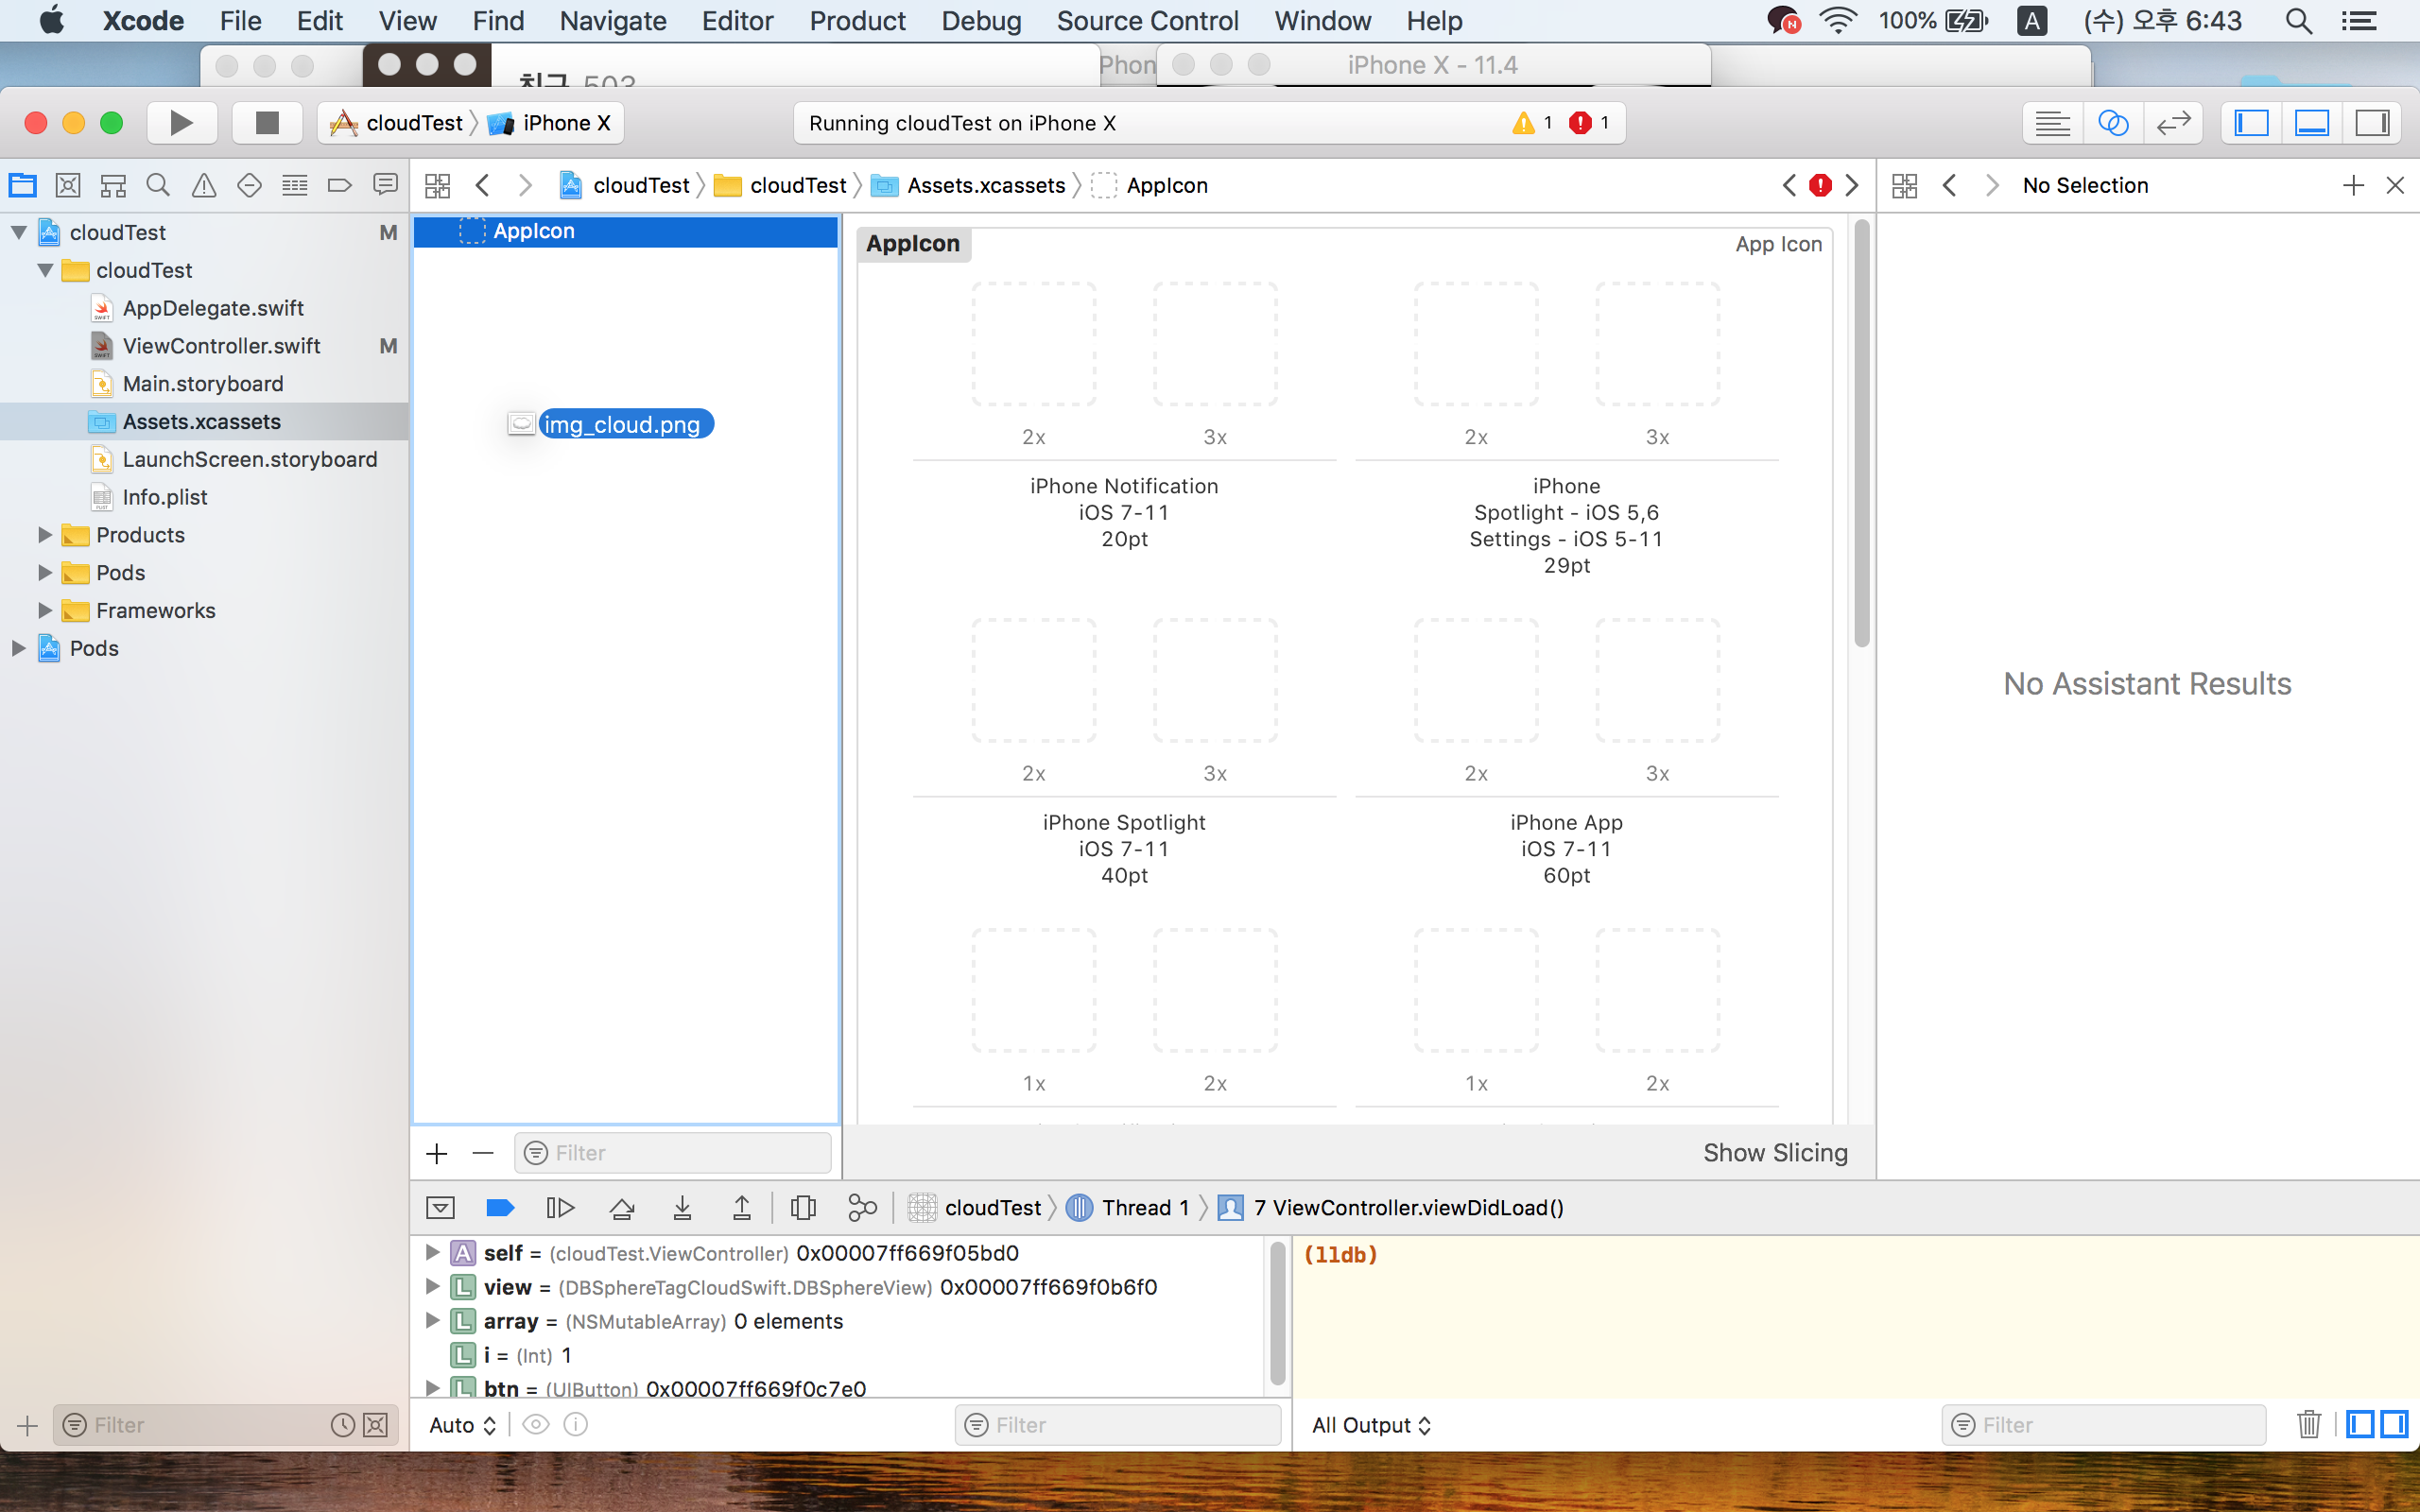 Xcode File Edit View Find Navigate Editor Product Debug Source Control Window Help N 100% A (수) 오후 6:43
친구 503 Phon iPhone X - 11.4
cloudTest iPhone X Running cloudTest on iPhone X 1 1
cloudTest cloudTest Assets.xcassets AppIcon No Selection
cloudTest M
cloudTest
AppDelegate.swift
ViewController.swift M
Main.storyboard
Assets.xcassets
LaunchScreen.storyboard
Info.plist
Products
Pods
Frameworks
Pods
Filter
AppIcon
img_cloud.png
Filter
AppIcon App Icon
2x 3x 2x 3x
iPhone Notification
iOS 7-11
20pt
iPhone
Spotlight - iOS 5,6
Settings - iOS 5-11
29pt
2x 3x 2x 3x
iPhone Spotlight
iOS 7-11
40pt
iPhone App
iOS 7-11
60pt
1x 2x 1x 2x
Show Slicing
No Assistant Results
cloudTest Thread 1 7 ViewController.viewDidLoad()
A self = (cloudTest.ViewController) 0x00007ff669f05bd0
L view = (DBSphereTagCloudSwift.DBSphereView) 0x00007ff669f0b6f0
L array = (NSMutableArray) 0 elements
L i = (Int) 1
L btn = (UIButton) 0x00007ff669f0c7e0
Auto Filter
(lldb)
All Output Filter